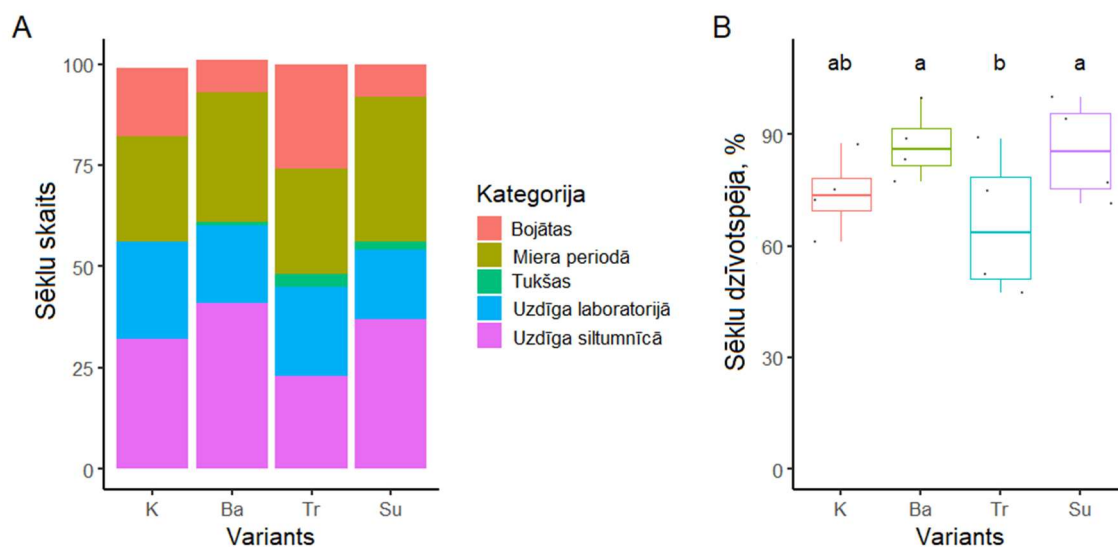 A
Sēklu skaits
100
75
50
25
0
K Ba Tr Su
Variants
Kategorija
Bojātas
Miera periodā
Tukšas
Uzdīga laboratorijā
Uzdīga siltumnīcā
B
Sēklu dzīvotspēja, %
ab a b a
90
60
30
0
K Ba Tr Su
Variants